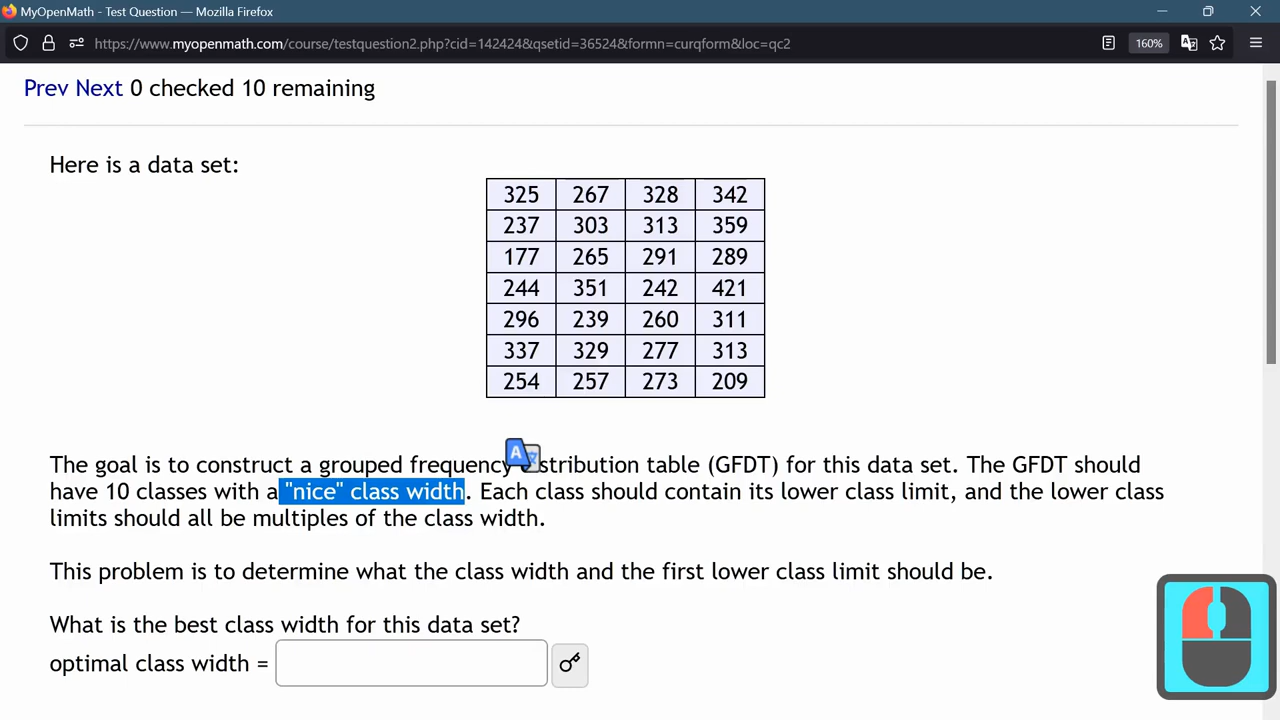 MyOpenMath - Test Question — Mozilla Firefox
https://www.myopenmath.com/course/testquestion2.php?cid=142424&qsetid=36524&formn=curqform&loc=qc2
160%
Prev Next 0 checked 10 remaining
Here is a data set:
325 267 328 342
237 303 313 359
177 265 291 289
244 351 242 421
296 239 260 311
337 329 277 313
254 257 273 209
The goal is to construct a grouped frequency distribution table (GFDT) for this data set. The GFDT should
have 10 classes with a "nice" class width. Each class should contain its lower class limit, and the lower class
limits should all be multiples of the class width.
This problem is to determine what the class width and the first lower class limit should be.
What is the best class width for this data set?
optimal class width =